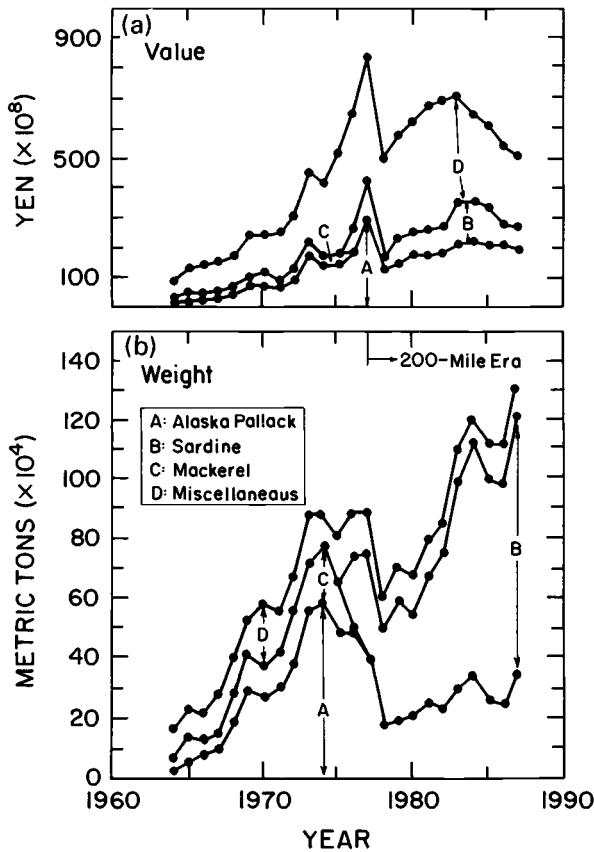 (a)
Value
900
500
100
YEN (×10⁸)
C
A
D
B
(b)
Weight
200-Mile Era
A: Alaska Pallack
B: Sardine
C: Mackerel
D: Miscellaneaus
140
120
100
80
60
40
20
0
METRIC TONS (×10⁴)
D
C
A
B
1960
1970
1980
1990
YEAR